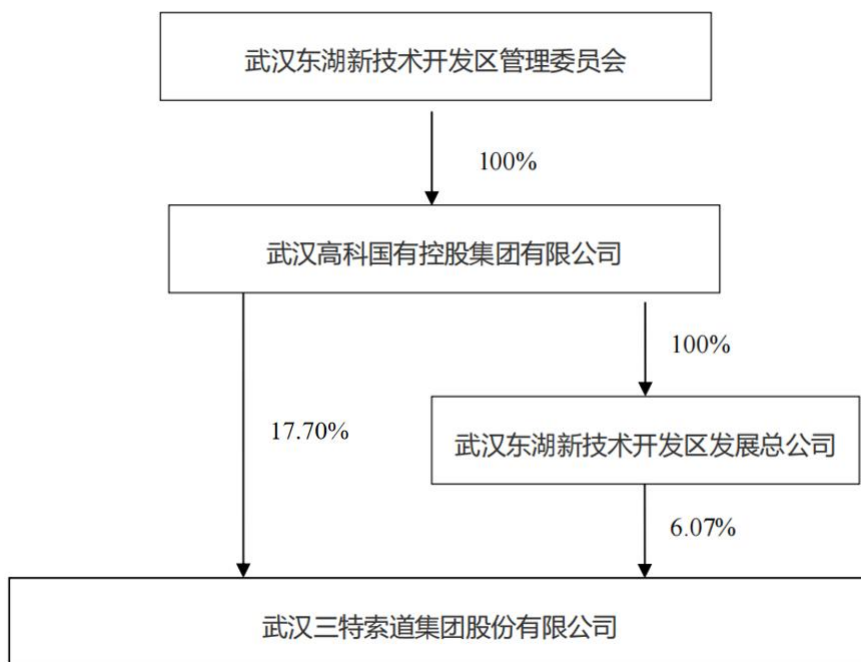 武汉东湖新技术开发区管理委员会
100%
武汉高科国有控股集团有限公司
100%
17.70%
武汉东湖新技术开发区发展总公司
6.07%
武汉三特索道集团股份有限公司